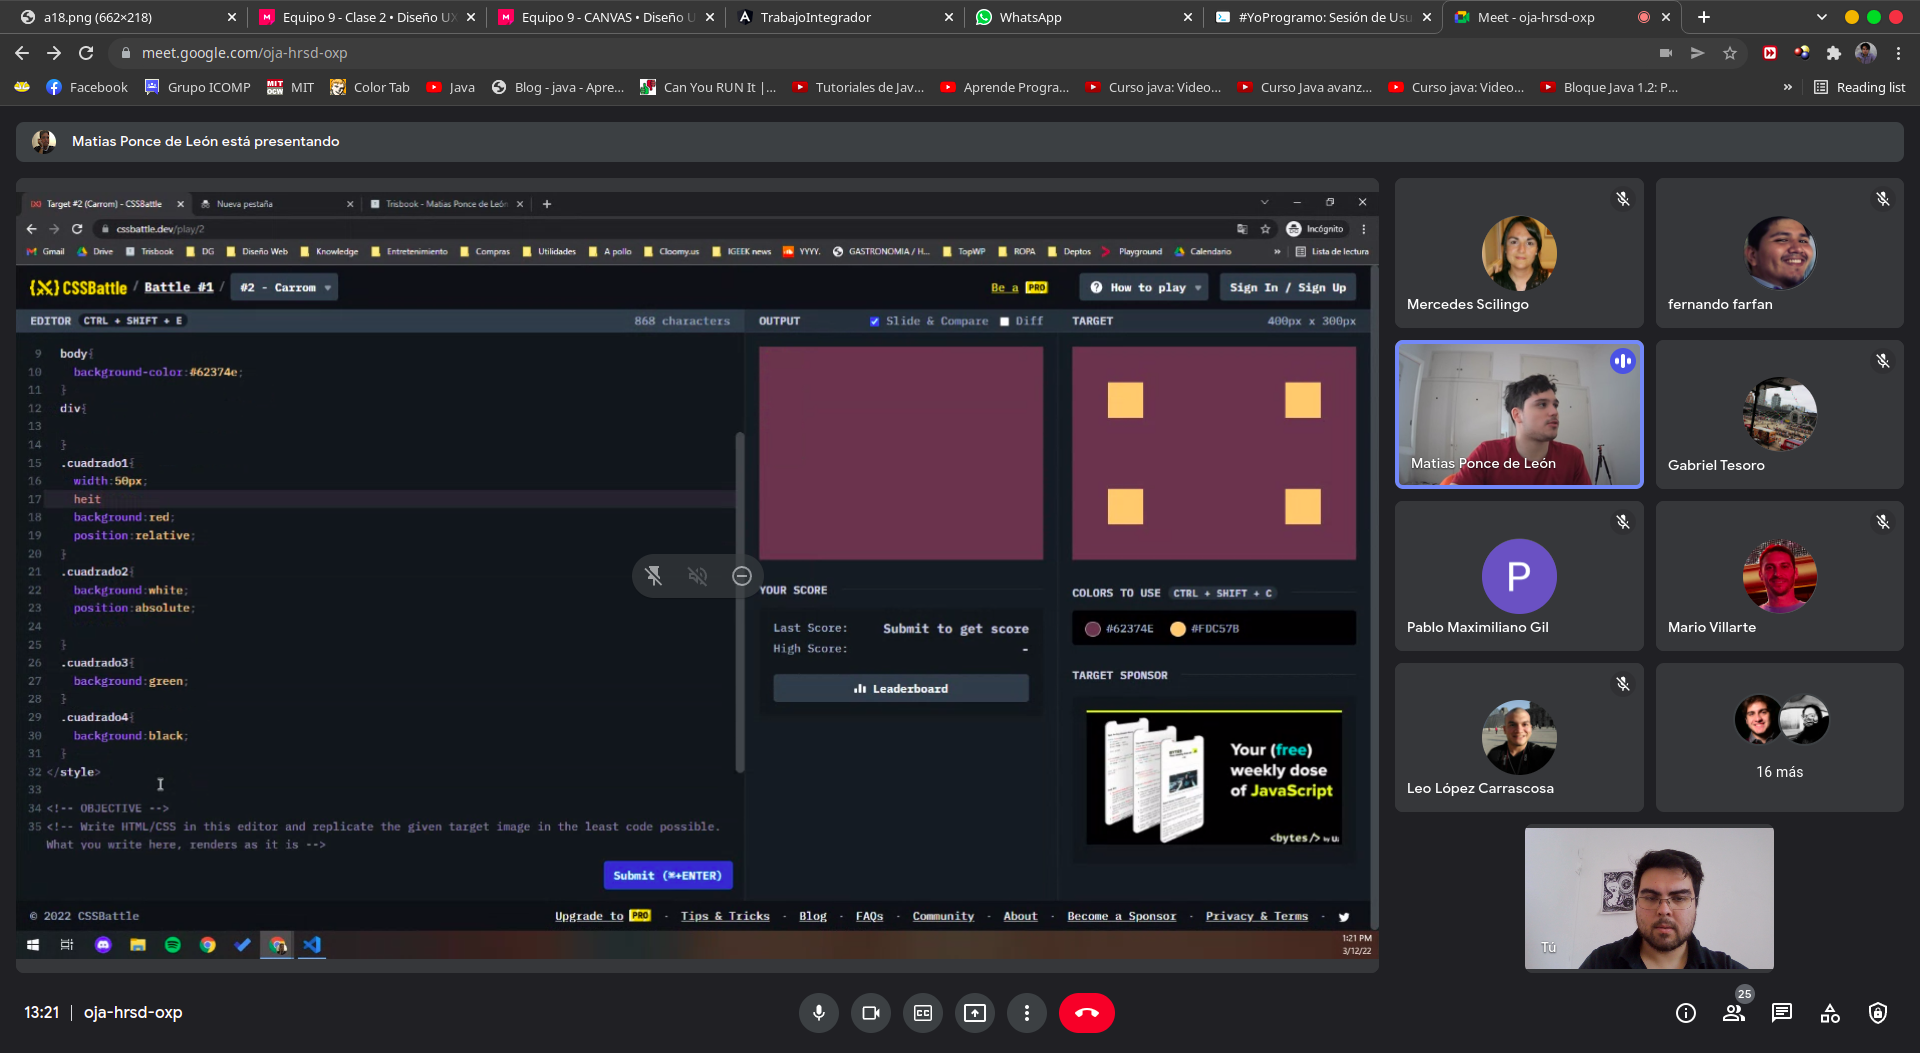 a18.png (662×218)
Equipo 9 - Clase 2 • Diseño UX
Equipo 9 - CANVAS • Diseño U
TrabajoIntegrador
WhatsApp
#YoProgramo: Sesión de Usu
Meet - oja-hrsd-oxp
meet.google.com/oja-hrsd-oxp
Facebook
Grupo ICOMP
MIT OCW
MIT
Color Tab
Java
Blog - java - Apre...
Can You RUN It |...
Tutoriales de Jav...
Aprende Progra...
Curso java: Video...
Curso Java avanz...
Curso java: Video...
Bloque Java 1.2: P...
»
Reading list
Matias Ponce de León está presentando
Target #2 (Carrom) - CSSBattle
Nueva pestaña
Trisbook - Matias Ponce de León
cssbattle.dev/play/2
Incógnito
Gmail
Drive
Trisbook
DG
Diseño Web
Knowledge
Entretenimiento
Compras
Utilidades
A pollo
Cloomy.us
IGEEK news
YYYY.
GASTRONOMIA / H...
TopWP
ROPA
Deptos
Playground
Calendario
»
Lista de lectura
{X} CSSBattle / Battle #1 / #2 - Carrom
Be a PRO
How to play
Sign In / Sign Up
EDITOR CTRL + SHIFT + E
868 characters
OUTPUT
Slide & Compare
Diff
TARGET
400px x 300px
9 body{
10 background-color:#62374e;
11 }
12 div{
13
14 }
15 .cuadrado1{
16 width:50px;
17 heit
18 background:red;
19 position:relative;
20 }
21 .cuadrado2{
22 background:white;
23 position:absolute;
24
25 }
26 .cuadrado3{
27 background:green;
28 }
29 .cuadrado4{
30 background:black;
31 }
32 </style>
33
34 <!-- OBJECTIVE -->
35 <!-- Write HTML/CSS in this editor and replicate the given target image in the least code possible.
What you write here, renders as it is -->
Submit (⌘+ENTER)
YOUR SCORE
Last Score: Submit to get score
High Score: -
Leaderboard
COLORS TO USE CTRL + SHIFT + C
#62374E
#FDC57B
TARGET SPONSOR
Your (free)
weekly dose
of JavaScript
<bytes/> by ui
© 2022 CSSBattle
Upgrade to PRO · Tips & Tricks · Blog · FAQs · Community · About · Become a Sponsor · Privacy & Terms ·
1:21 PM
3/12/22
Mercedes Scilingo
fernando farfan
Matias Ponce de León
Gabriel Tesoro
P
Pablo Maximiliano Gil
Mario Villarte
Leo López Carrascosa
16 más
Tú
13:21 | oja-hrsd-oxp
25